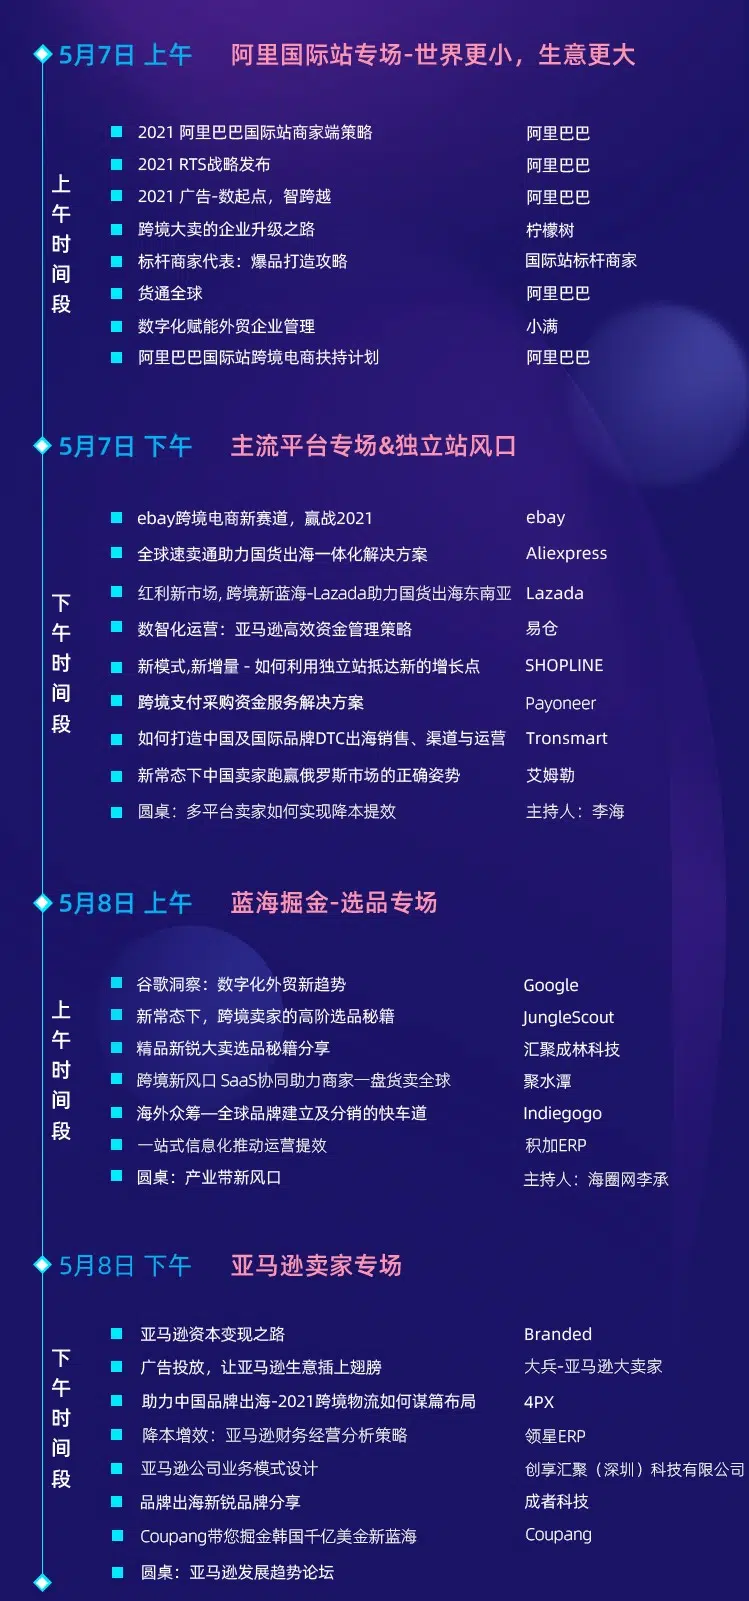 5月7日 上午 阿里国际站专场-世界更小，生意更大
上午时间段
2021 阿里巴巴国际站商家端策略 阿里巴巴
2021 RTS战略发布 阿里巴巴
2021 广告-数起点，智跨越 阿里巴巴
跨境大卖的企业升级之路 柠檬树
标杆商家代表：爆品打造攻略 国际站标杆商家
货通全球 阿里巴巴
数字化赋能外贸企业管理 小满
阿里巴巴国际站跨境电商扶持计划 阿里巴巴
5月7日 下午 主流平台专场&独立站风口
下午时间段
ebay跨境电商新赛道，赢战2021 ebay
全球速卖通助力国货出海一体化解决方案 Aliexpress
红利新市场, 跨境新蓝海-Lazada助力国货出海东南亚 Lazada
数智化运营：亚马逊高效资金管理策略 易仓
新模式,新增量 - 如何利用独立站抵达新的增长点 SHOPLINE
跨境支付采购资金服务解决方案 Payoneer
如何打造中国及国际品牌DTC出海销售、渠道与运营 Tronsmart
新常态下中国卖家跑赢俄罗斯市场的正确姿势 艾姆勒
圆桌：多平台卖家如何实现降本提效 主持人：李海
5月8日 上午 蓝海掘金-选品专场
上午时间段
谷歌洞察：数字化外贸新趋势 Google
新常态下，跨境卖家的高阶选品秘籍 JungleScout
精品新锐大卖选品秘籍分享 汇聚成林科技
跨境新风口 SaaS协同助力商家一盘货卖全球 聚水潭
海外众筹—全球品牌建立及分销的快车道 Indiegogo
一站式信息化推动运营提效 积加ERP
圆桌：产业带新风口 主持人：海圈网李承
5月8日 下午 亚马逊卖家专场
下午时间段
亚马逊资本变现之路 Branded
广告投放，让亚马逊生意插上翅膀 大兵-亚马逊大卖家
助力中国品牌出海-2021跨境物流如何谋篇布局 4PX
降本增效：亚马逊财务经营分析策略 领星ERP
亚马逊公司业务模式设计 创享汇聚（深圳）科技有限公司
品牌出海新锐品牌分享 成者科技
Coupang带您掘金韩国千亿美金新蓝海 Coupang
圆桌：亚马逊发展趋势论坛